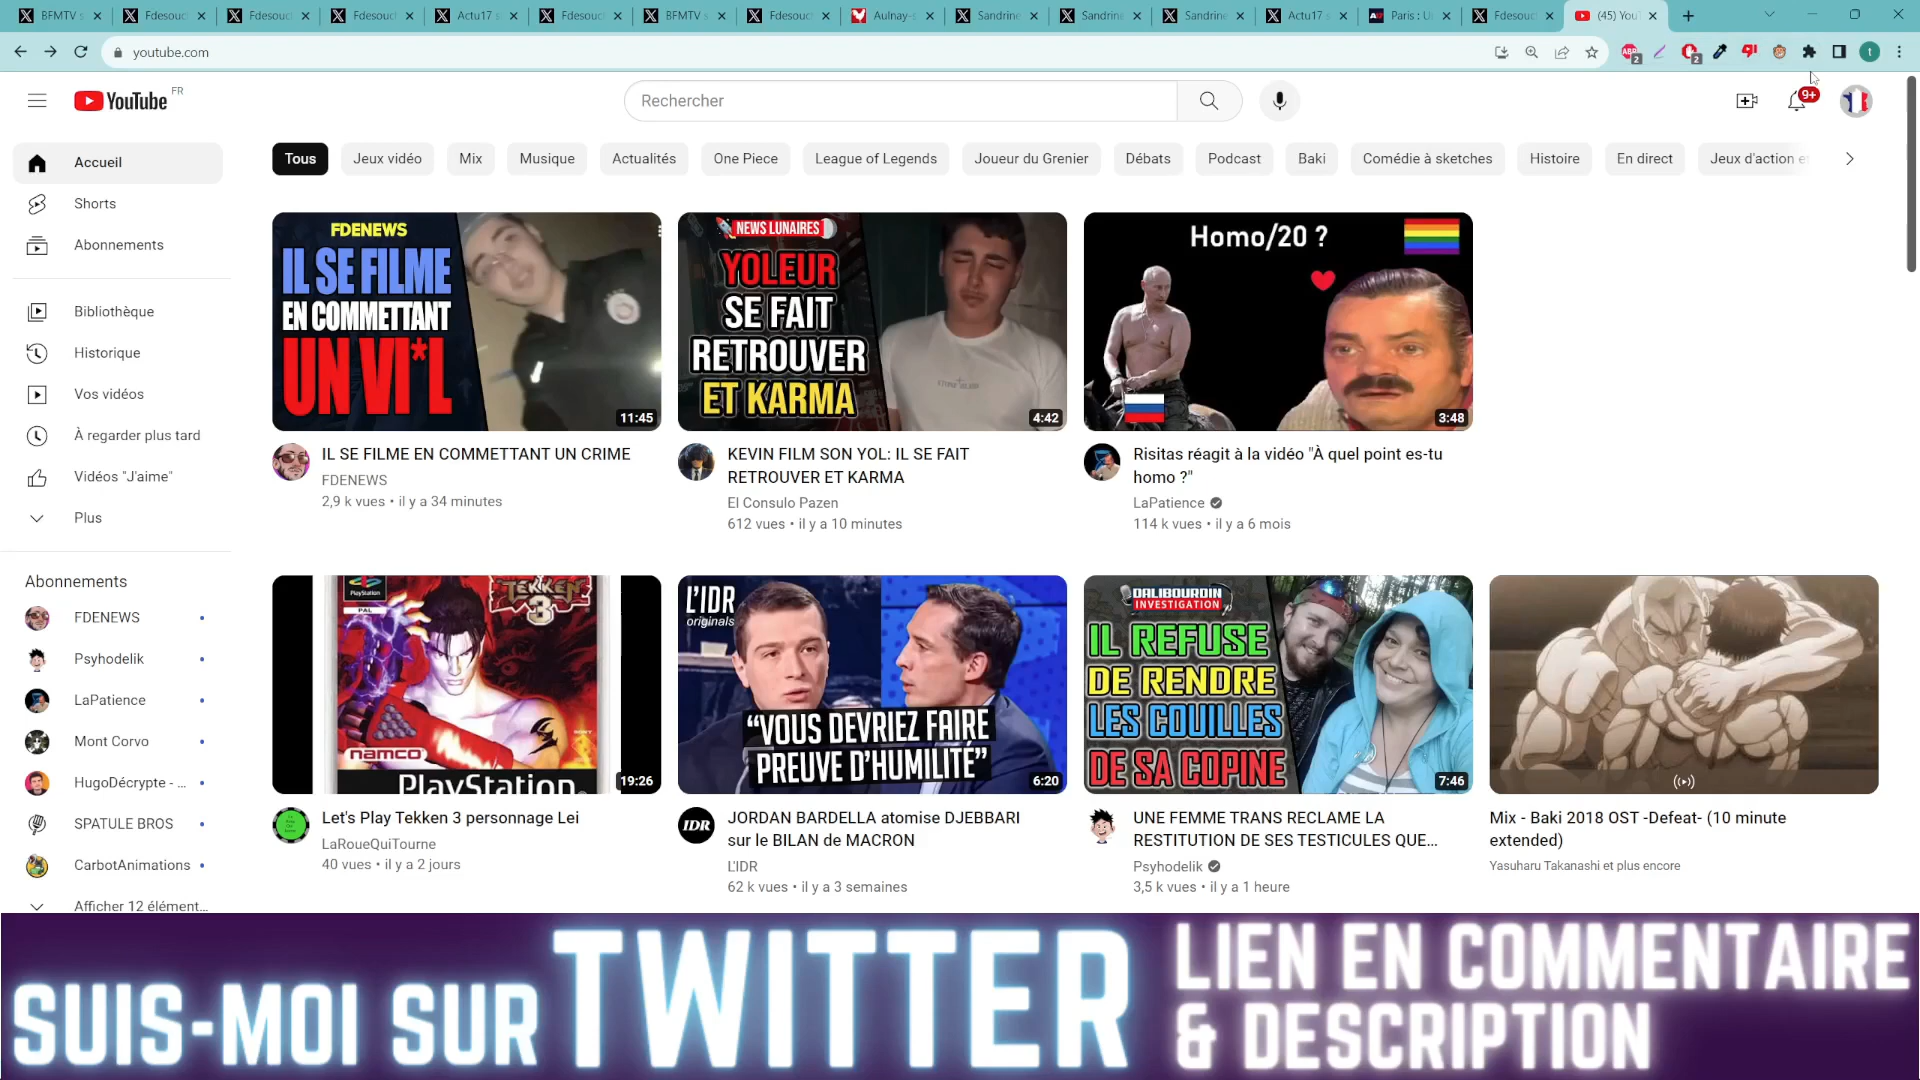 BFMTV s
Fdesouc
Fdesouc
Fdesouc
Actu17 s
Fdesouc
BFMTV s
Fdesouc
Aulnay-s
Sandrine
Sandrine
Sandrine
Actu17 s
Paris : U
Fdesouc
(45) You
youtube.com
YouTube FR
Rechercher
9+
Accueil
Shorts
Abonnements
Bibliothèque
Historique
Vos vidéos
À regarder plus tard
Vidéos "J'aime"
Plus
Abonnements
FDENEWS
Psyhodelik
LaPatience
Mont Corvo
HugoDécrypte - ...
SPATULE BROS
CarbotAnimations
Afficher 12 élément...
Tous
Jeux vidéo
Mix
Musique
Actualités
One Piece
League of Legends
Joueur du Grenier
Débats
Podcast
Baki
Comédie à sketches
Histoire
En direct
Jeux d'action e
FDENEWS
IL SE FILME
EN COMMETTANT
UN VI*L
11:45
IL SE FILME EN COMMETTANT UN CRIME
FDENEWS
2,9 k vues • il y a 34 minutes
NEWS LUNAIRES
YOLEUR
SE FAIT
RETROUVER
ET KARMA
4:42
KEVIN FILM SON YOL: IL SE FAIT
RETROUVER ET KARMA
El Consulo Pazen
612 vues • il y a 10 minutes
Homo/20 ?
3:48
Risitas réagit à la vidéo "À quel point es-tu
homo ?"
LaPatience
114 k vues • il y a 6 mois
PlayStation
PAL
TEKKEN
3
namco
PlayStation
19:26
Let's Play Tekken 3 personnage Lei
LaRoueQuiTourne
40 vues • il y a 2 jours
L'IDR
originals
“VOUS DEVRIEZ FAIRE
PREUVE D’HUMILITÉ”
6:20
IDR
JORDAN BARDELLA atomise DJEBBARI
sur le BILAN de MACRON
L'IDR
62 k vues • il y a 3 semaines
DALIBOURDIN
INVESTIGATION
IL REFUSE
DE RENDRE
LES COUILLES
DE SA COPINE
7:46
UNE FEMME TRANS RECLAME LA
RESTITUTION DE SES TESTICULES QUE...
Psyhodelik
3,5 k vues • il y a 1 heure
Mix - Baki 2018 OST -Defeat- (10 minute
extended)
Yasuharu Takanashi et plus encore
SUIS-MOI SUR TWITTER
LIEN EN COMMENTAIRE
& DESCRIPTION